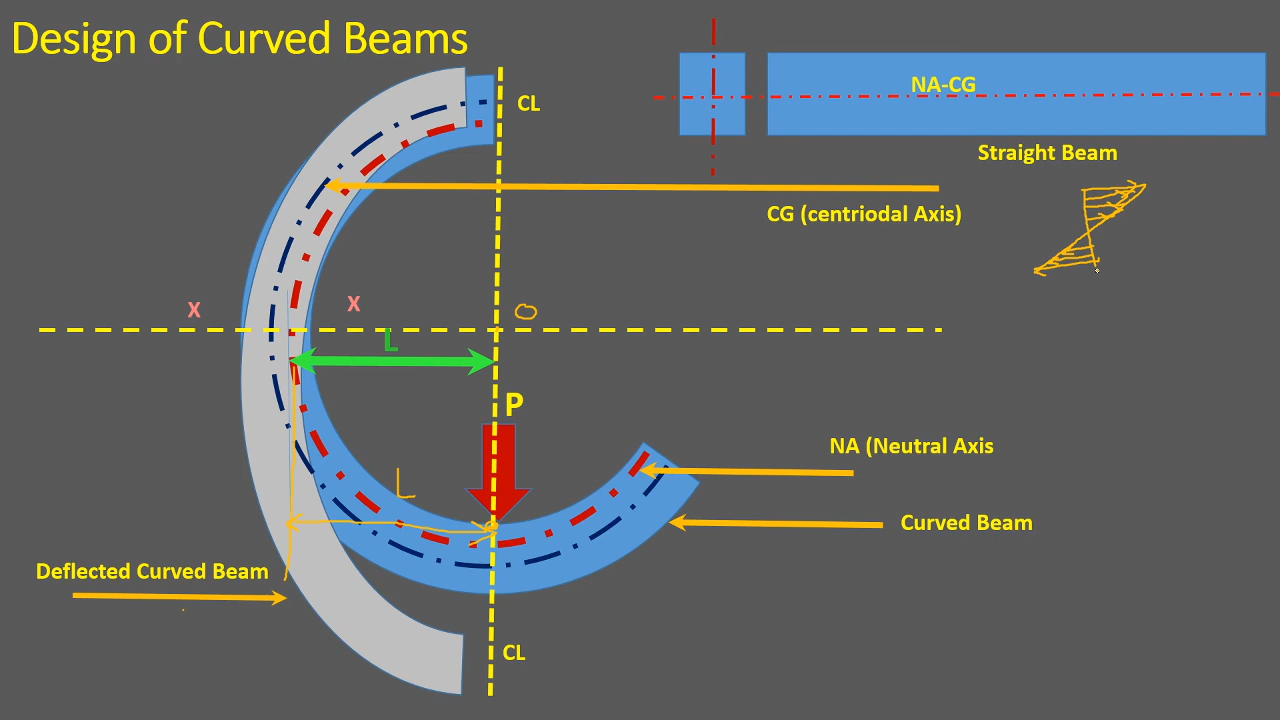 Design of Curved Beams
CL
NA-CG
Straight Beam
CG (centriodal Axis)
X
X
O
L
P
NA (Neutral Axis
L
Curved Beam
Deflected Curved Beam
CL